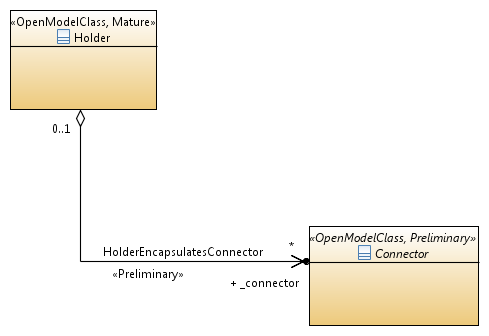 «OpenModelClass, Mature»
Holder
0..1
HolderEncapsulatesConnector
*
«Preliminary»
+ _connector
«OpenModelClass, Preliminary»
Connector